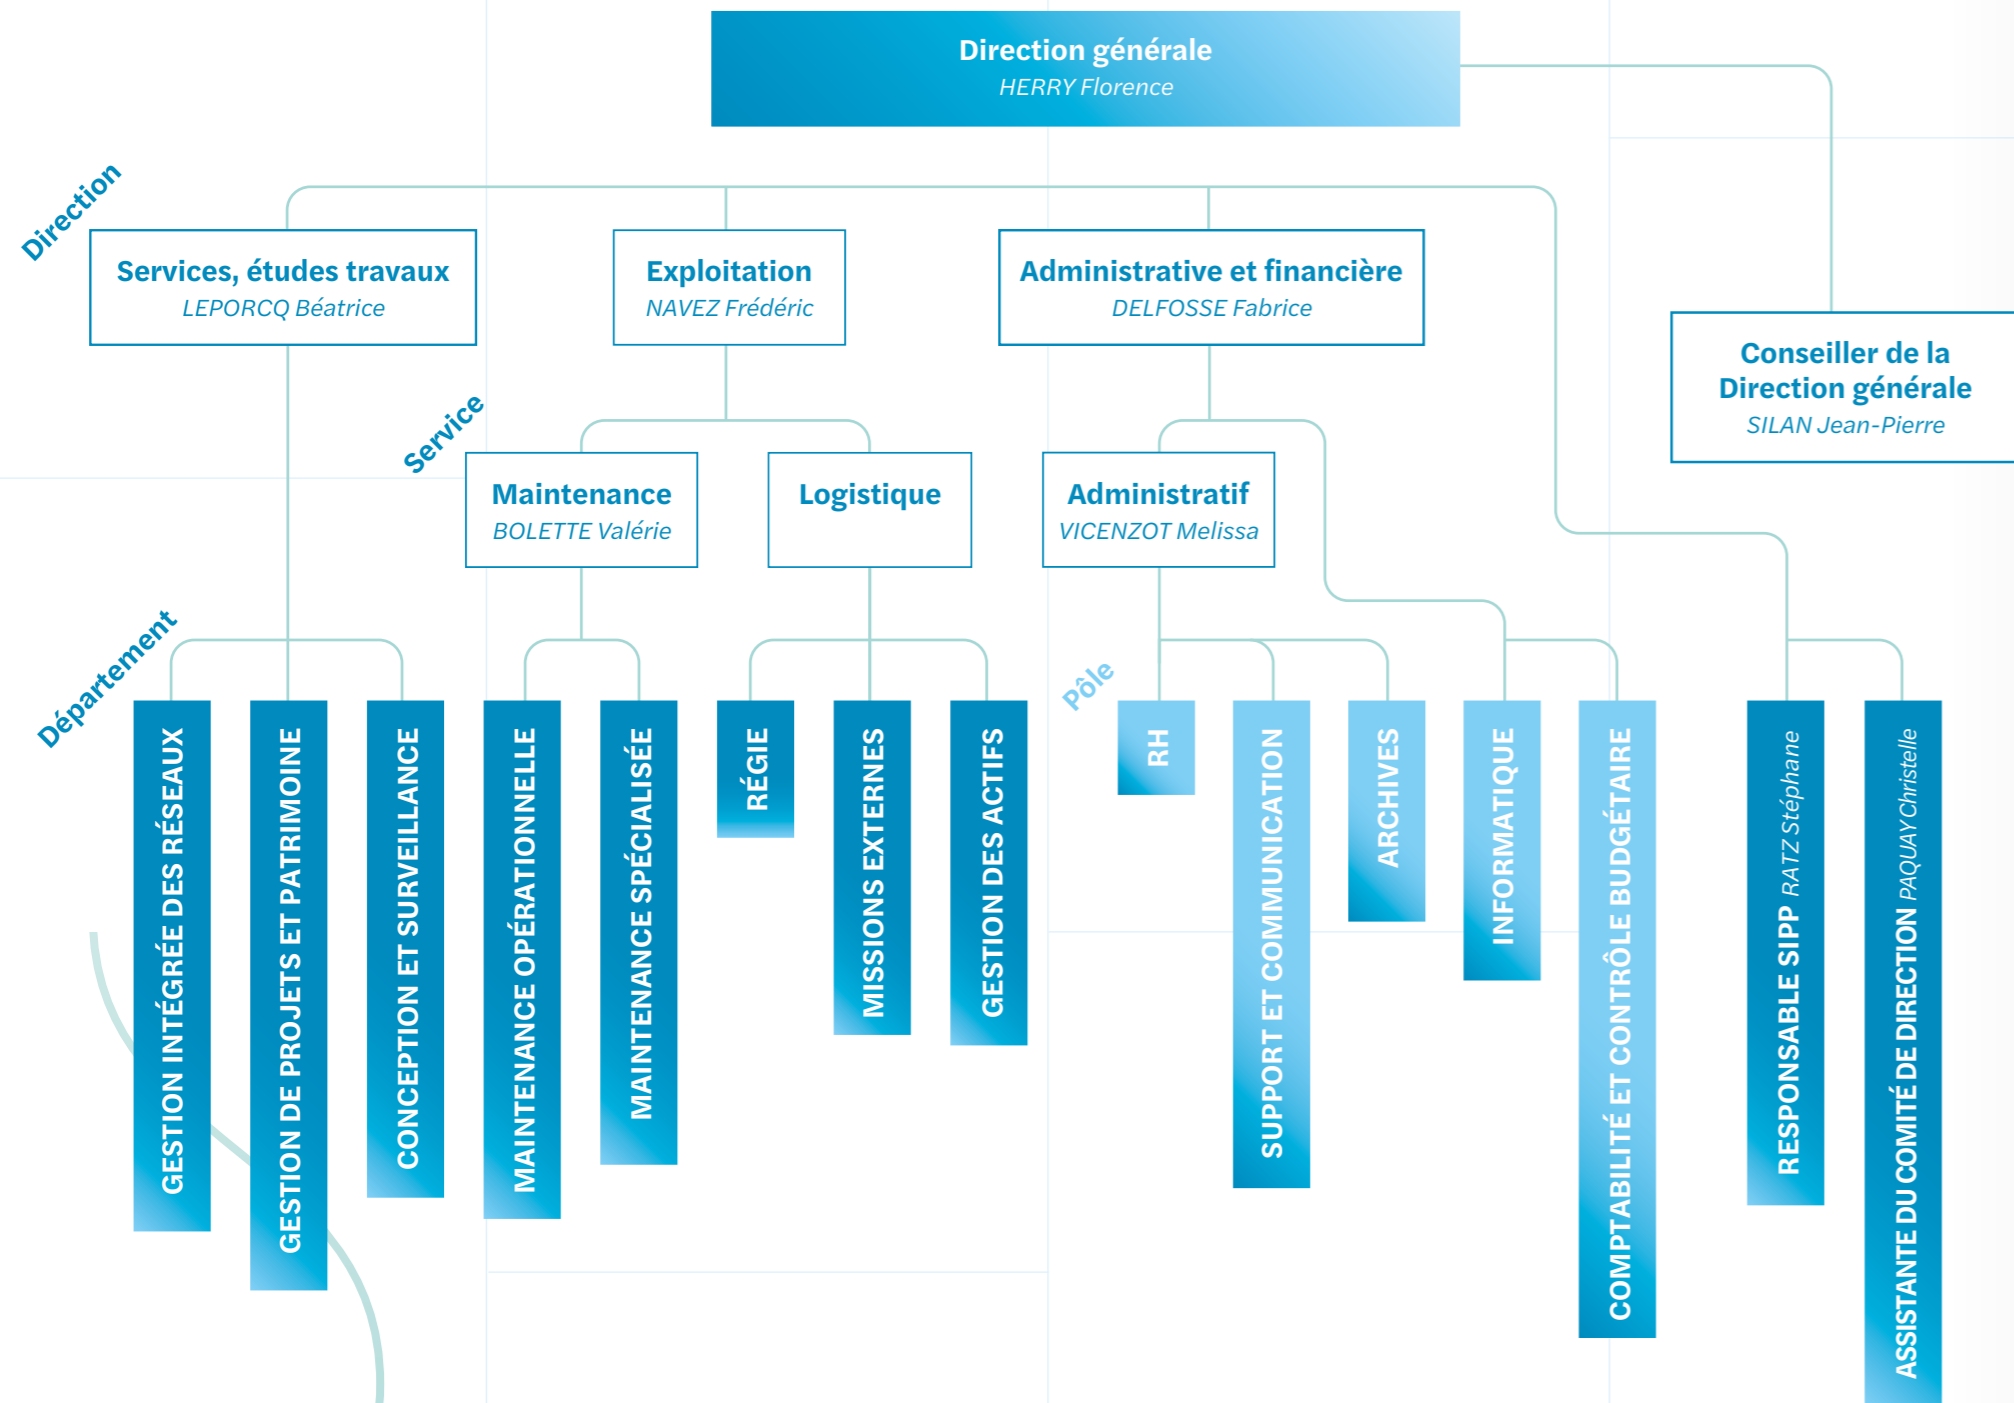 Direction générale
HERRY Florence
Direction
Services, études travaux
LEPORCQ Béatrice
Exploitation
NAVEZ Frédéric
Administrative et financière
DELFOSSE Fabrice
Conseiller de la
Direction générale
SILAN Jean-Pierre
Service
Maintenance
BOLETTE Valérie
Logistique
Administratif
VICENZOT Melissa
Département
Pôle
GESTION INTÉGRÉE DES RÉSEAUX
GESTION DE PROJETS ET PATRIMOINE
CONCEPTION ET SURVEILLANCE
MAINTENANCE OPÉRATIONNELLE
MAINTENANCE SPÉCIALISÉE
RÉGIE
MISSIONS EXTERNES
GESTION DES ACTIFS
RH
SUPPORT ET COMMUNICATION
ARCHIVES
INFORMATIQUE
COMPTABILITÉ ET CONTRÔLE BUDGÉTAIRE
RESPONSABLE SIPP RATZ Stéphane
ASSISTANTE DU COMITÉ DE DIRECTION PAQUAY Christelle